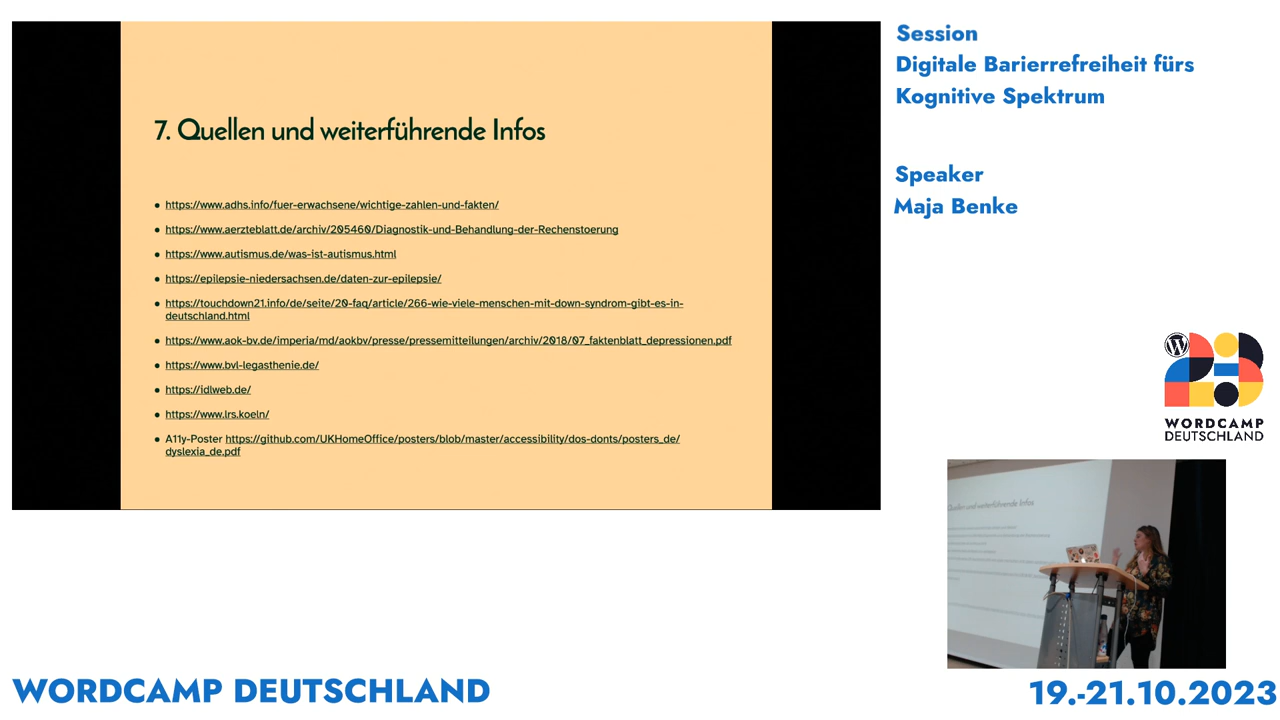 7. Quellen und weiterführende Infos
https://www.adhs.info/fuer-erwachsene/wichtige-zahlen-und-fakten/
https://www.aerzteblatt.de/archiv/205460/Diagnostik-und-Behandlung-der-Rechenstoerung
https://www.autismus.de/was-ist-autismus.html
https://epilepsie-niedersachsen.de/daten-zur-epilepsie/
https://touchdown21.info/de/seite/20-faq/article/266-wie-viele-menschen-mit-down-syndrom-gibt-es-in-
deutschland.html
https://www.aok-bv.de/imperia/md/aokbv/presse/pressemitteilungen/archiv/2018/07_faktenblatt_depressionen.pdf
https://www.bvl-legasthenie.de/
https://idlweb.de/
https://www.lrs.koeln/
A11y-Poster https://github.com/UKHomeOffice/posters/blob/master/accessibility/dos-donts/posters_de/
dyslexia_de.pdf
Session
Digitale Barierrefreiheit fürs
Kognitive Spektrum
Speaker
Maja Benke
WORDCAMP
DEUTSCHLAND
Quellen und weiterführende Infos
WORDCAMP DEUTSCHLAND
19.-21.10.2023